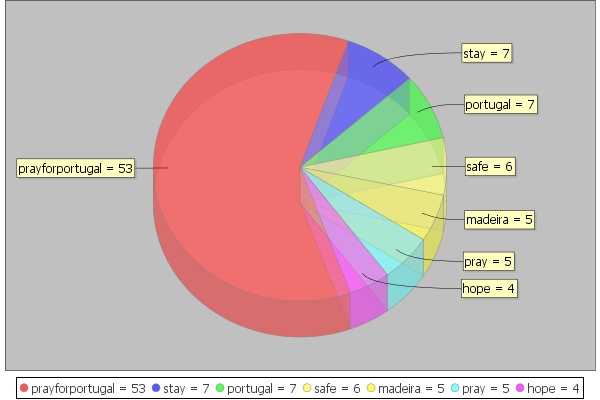 stay = 7
portugal = 7
prayforportugal = 53
safe = 6
madeira = 5
pray = 5
hope = 4
prayforportugal = 53 stay = 7 portugal = 7 safe = 6 madeira = 5 pray = 5 hope = 4